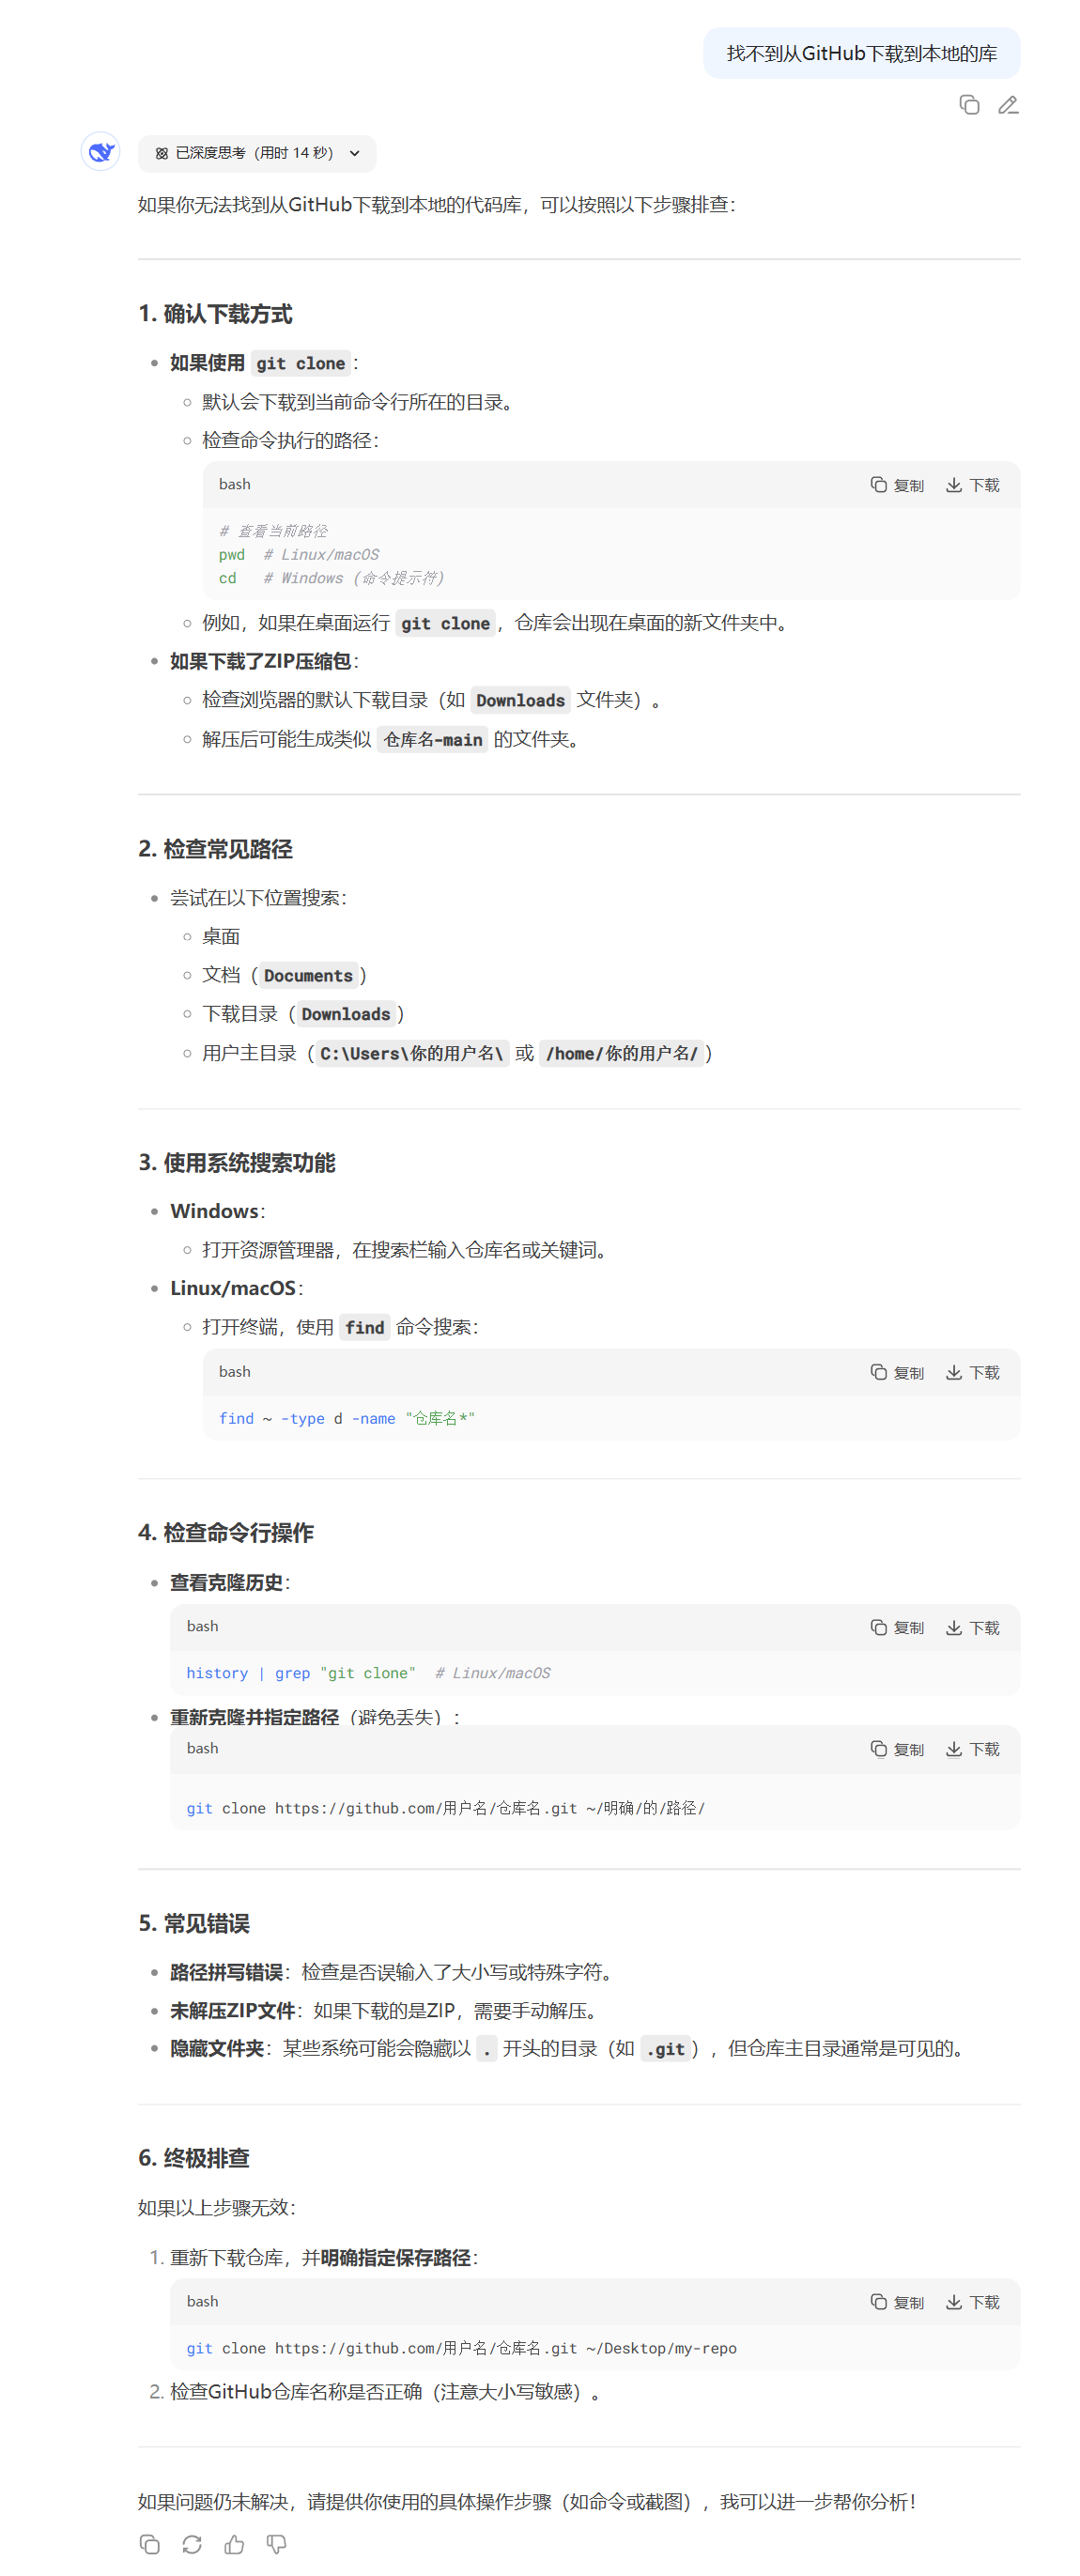 找不到从GitHub下载到本地的库
已深度思考（用时 14 秒）
如果你无法找到从GitHub下载到本地的代码库，可以按照以下步骤排查：
1. 确认下载方式
如果使用 git clone：
默认会下载到当前命令行所在的目录。
检查命令执行的路径：
bash 复制 下载
# 查看当前路径
pwd  # Linux/macOS
cd   # Windows（命令提示符）
例如，如果在桌面运行 git clone，仓库会出现在桌面的新文件夹中。
如果下载了ZIP压缩包：
检查浏览器的默认下载目录（如 Downloads 文件夹）。
解压后可能生成类似 仓库名-main 的文件夹。
2. 检查常见路径
尝试在以下位置搜索：
桌面
文档（Documents）
下载目录（Downloads）
用户主目录（C:\Users\你的用户名\ 或 /home/你的用户名/）
3. 使用系统搜索功能
Windows：
打开资源管理器，在搜索栏输入仓库名或关键词。
Linux/macOS：
打开终端，使用 find 命令搜索：
bash 复制 下载
find ~ -type d -name "仓库名*"
4. 检查命令行操作
查看克隆历史：
bash 复制 下载
history | grep "git clone"  # Linux/macOS
重新克隆并指定路径（避免丢失）：
bash 复制 下载
git clone https://github.com/用户名/仓库名.git ~/明确/的/路径/
5. 常见错误
路径拼写错误：检查是否误输入了大小写或特殊字符。
未解压ZIP文件：如果下载的是ZIP，需要手动解压。
隐藏文件夹：某些系统可能会隐藏以 . 开头的目录（如 .git），但仓库主目录通常是可见的。
6. 终极排查
如果以上步骤无效：
1. 重新下载仓库，并明确指定保存路径：
bash 复制 下载
git clone https://github.com/用户名/仓库名.git ~/Desktop/my-repo
2. 检查GitHub仓库名称是否正确（注意大小写敏感）。
如果问题仍未解决，请提供你使用的具体操作步骤（如命令或截图），我可以进一步帮你分析！